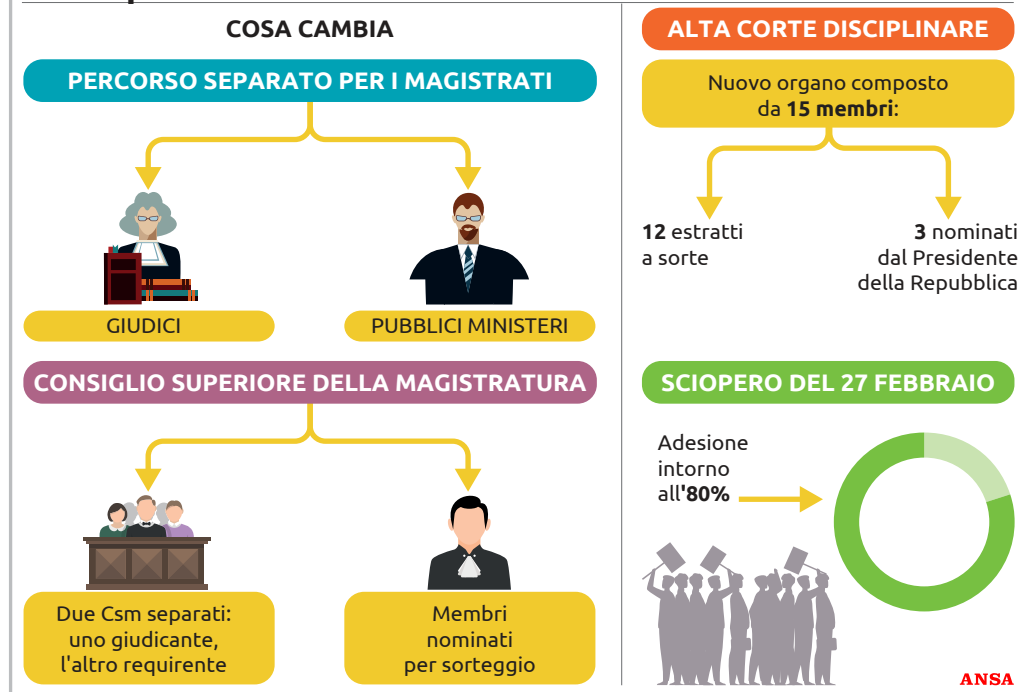 COSA CAMBIA
PERCORSO SEPARATO PER I MAGISTRATI
GIUDICI
PUBBLICI MINISTERI
CONSIGLIO SUPERIORE DELLA MAGISTRATURA
Due Csm separati:
uno giudicante,
l'altro requirente
Membri
nominati
per sorteggio
ALTA CORTE DISCIPLINARE
Nuovo organo composto
da 15 membri:
12 estratti
a sorte
3 nominati
dal Presidente
della Repubblica
SCIOPERO DEL 27 FEBBRAIO
Adesione
intorno
all'80%
ANSA